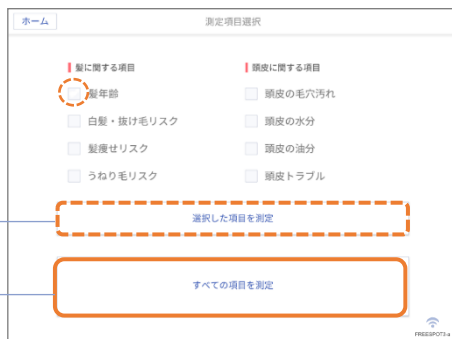 ホーム
測定項目選択
髪に関する項目
髪年齢
白髪・抜け毛リスク
髪痩せリスク
うねり毛リスク
頭皮に関する項目
頭皮の毛穴汚れ
頭皮の水分
頭皮の油分
頭皮トラブル
選択した項目を測定
すべての項目を測定